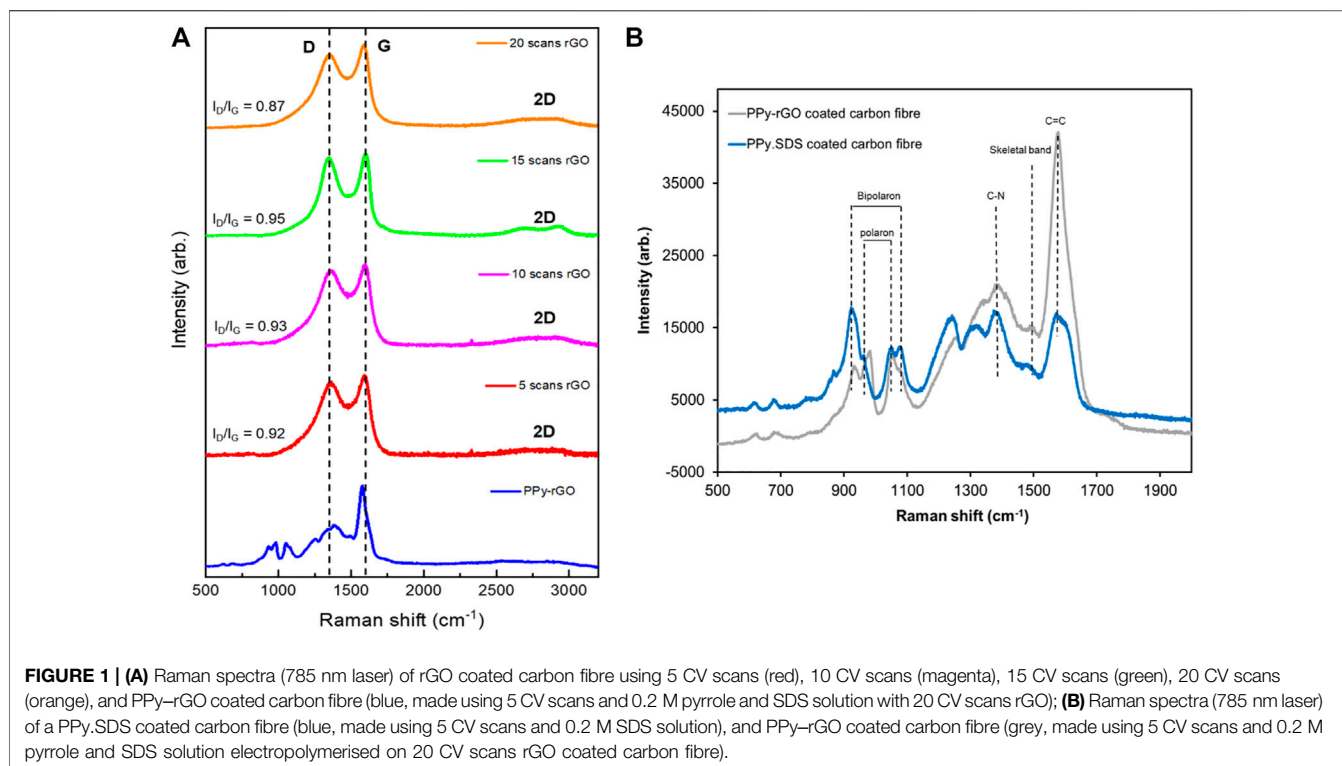 A
D
G
20 scans rGO
I_D/I_G = 0.87
2D
15 scans rGO
I_D/I_G = 0.95
2D
10 scans rGO
I_D/I_G = 0.93
2D
5 scans rGO
I_D/I_G = 0.92
2D
PPy-rGO
Intensity (arb.)
500 1000 1500 2000 2500 3000
Raman shift (cm⁻¹)
B
PPy-rGO coated carbon fibre
PPy.SDS coated carbon fibre
C=C
Skeletal band
C-N
Bipolaron
polaron
45000
35000
25000
15000
5000
-5000
Intensity (arb.)
500 700 900 1100 1300 1500 1700 1900
Raman shift (cm⁻¹)
FIGURE 1 | (A) Raman spectra (785 nm laser) of rGO coated carbon fibre using 5 CV scans (red), 10 CV scans (magenta), 15 CV scans (green), 20 CV scans
(orange), and PPy–rGO coated carbon fibre (blue, made using 5 CV scans and 0.2 M pyrrole and SDS solution with 20 CV scans rGO); (B) Raman spectra (785 nm laser)
of a PPy.SDS coated carbon fibre (blue, made using 5 CV scans and 0.2 M SDS solution), and PPy–rGO coated carbon fibre (grey, made using 5 CV scans and 0.2 M
pyrrole and SDS solution electropolymerised on 20 CV scans rGO coated carbon fibre).